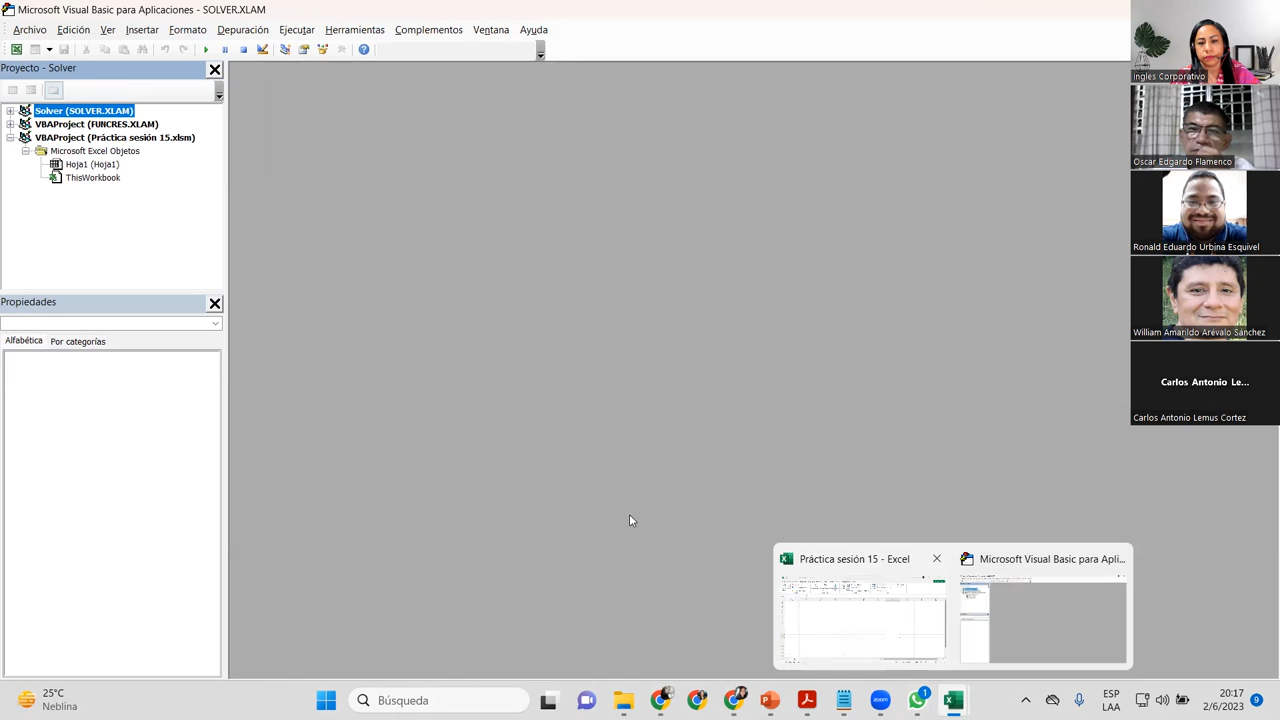 Microsoft Visual Basic para Aplicaciones - SOLVER.XLAM
Archivo Edición Ver Insertar Formato Depuración Ejecutar Herramientas Complementos Ventana Ayuda
Proyecto - Solver
Solver (SOLVER.XLAM)
VBAProject (FUNCRES.XLAM)
VBAProject (Práctica sesión 15.xlsm)
Microsoft Excel Objetos
Hoja1 (Hoja1)
ThisWorkbook
Propiedades
Alfabética Por categorías
Ingles Corporativo
Oscar Edgardo Flamenco
Ronald Eduardo Urbina Esquivel
William Amarildo Arévalo Sánchez
Carlos Antonio Le...
Carlos Antonio Lemus Cortez
Práctica sesión 15 - Excel
Microsoft Visual Basic para Apli...
25°C
Neblina
Búsqueda
1
ESP
LAA
20:17
2/6/2023
9